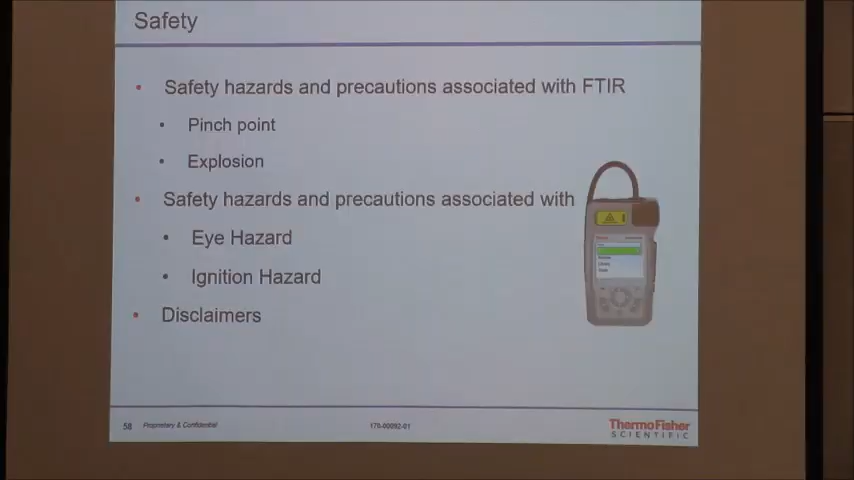 Safety
Safety hazards and precautions associated with FTIR
Pinch point
Explosion
Safety hazards and precautions associated with
Eye Hazard
Ignition Hazard
Disclaimers
58 Proprietary & Confidential 170-00092-01
ThermoFisher
SCIENTIFIC